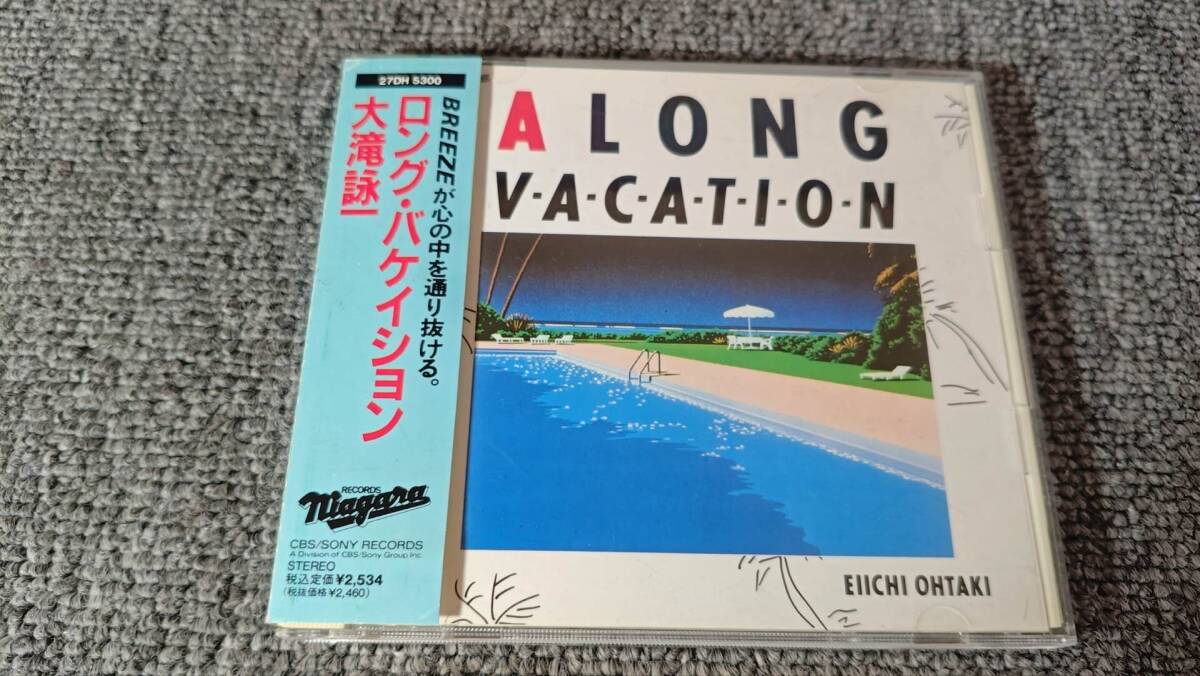 27DH 5300
BREEZEが心の中を通り抜ける。
ロング・バケイション
大滝詠一
RECORDS
Niagara
CBS/SONY RECORDS
A Division of CBS/Sony Group Inc.
STEREO
税込定価¥2,534
(税抜価格¥2,460)
A LONG
V·A·C·A·T·I·O·N
EIICHI OHTAKI